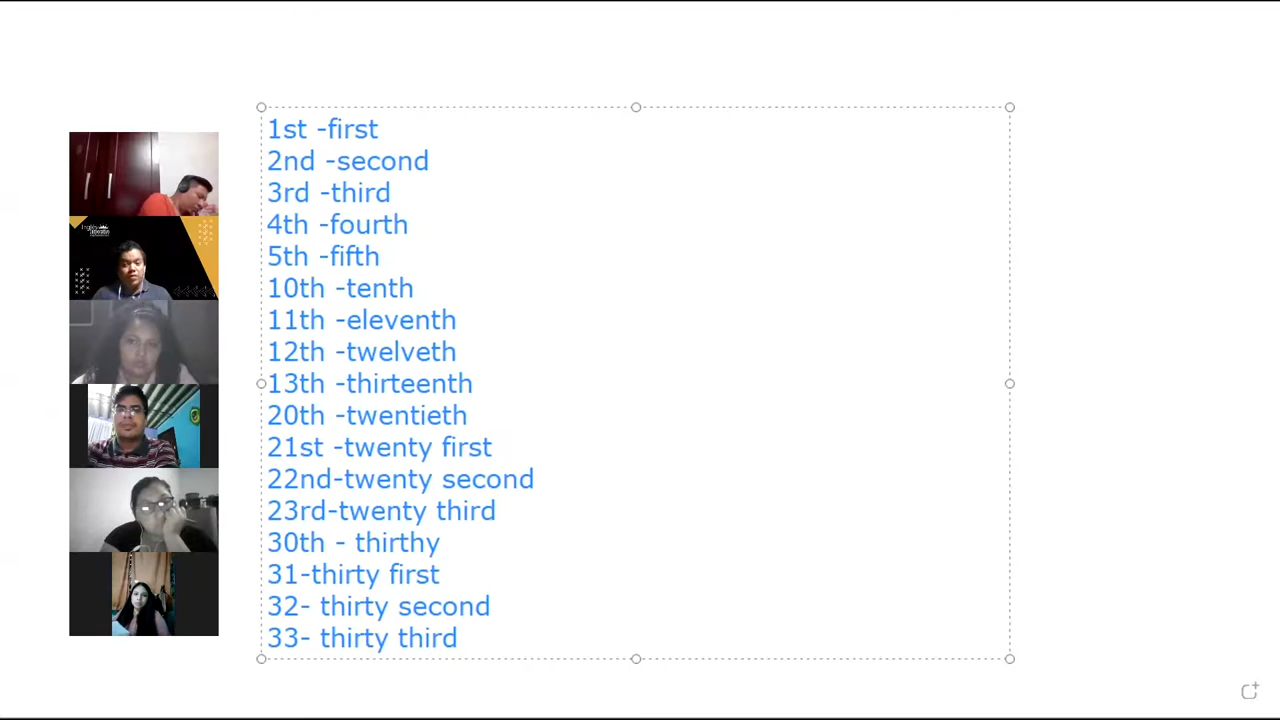 1st -first
2nd -second
3rd -third
4th -fourth
5th -fifth
10th -tenth
11th -eleventh
12th -twelveth
13th -thirteenth
20th -twentieth
21st -twenty first
22nd-twenty second
23rd-twenty third
30th - thirthy
31-thirty first
32- thirty second
33- thirty third